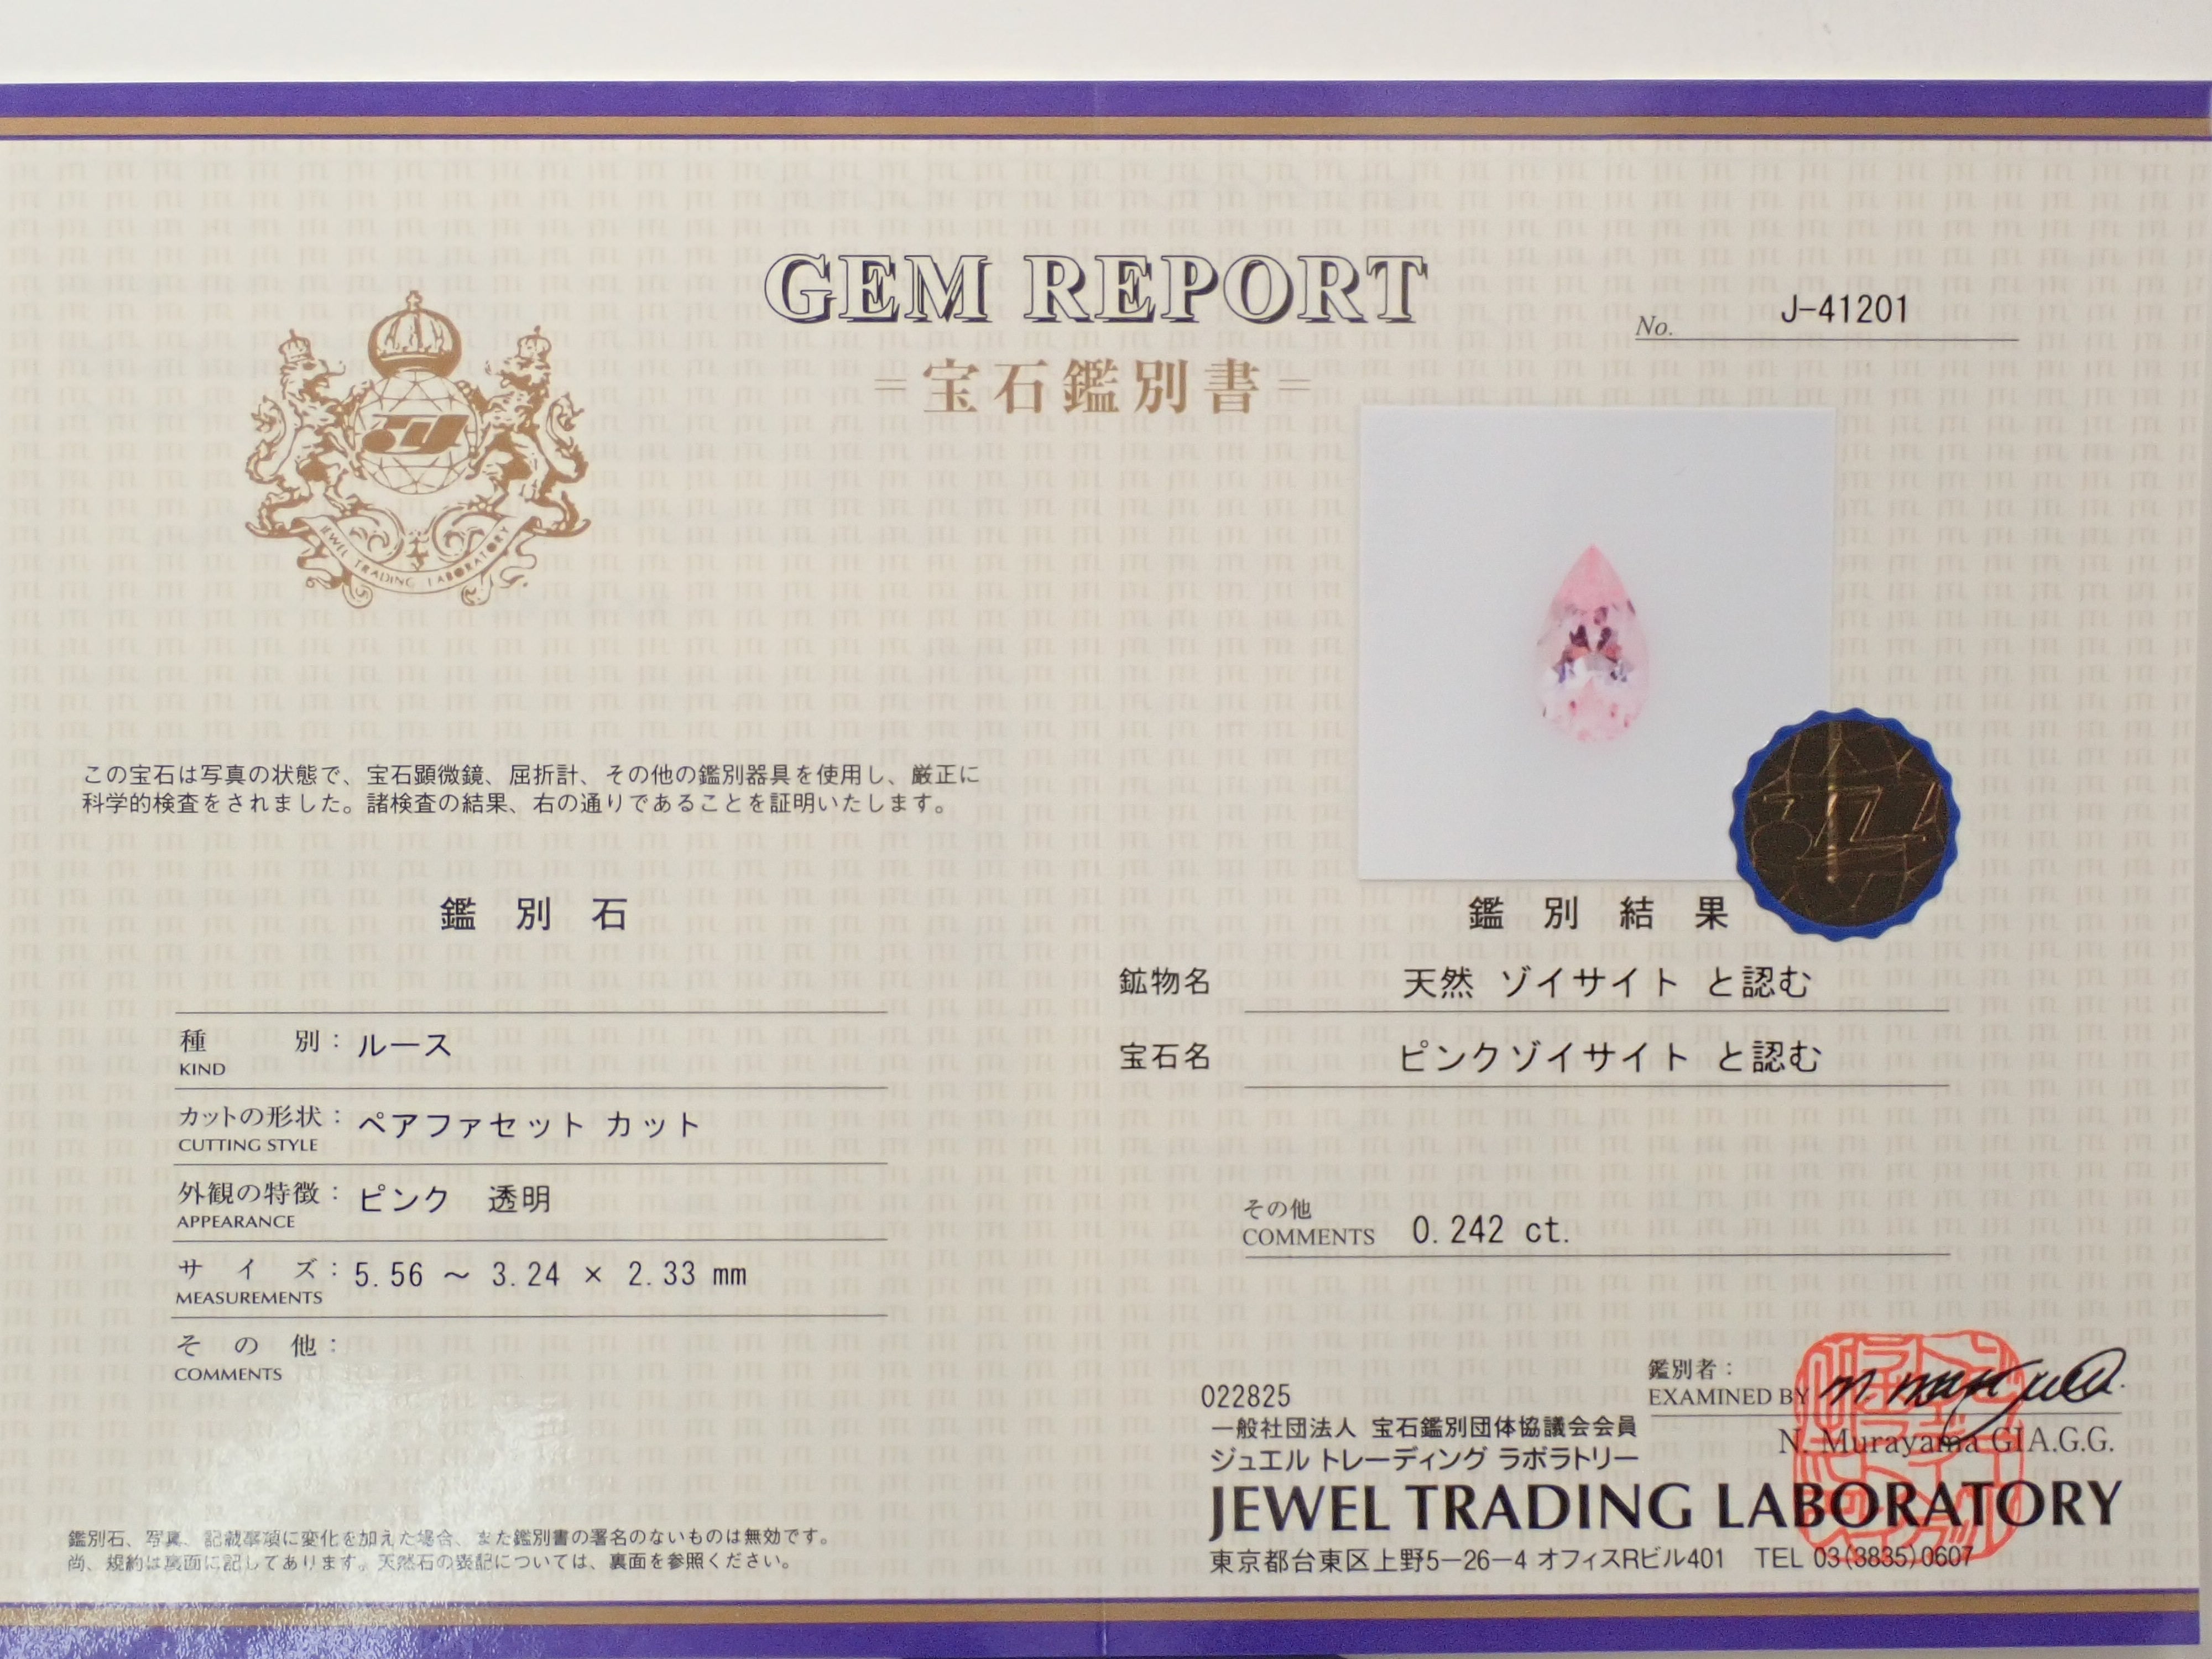 GEM REPORT
No. J-41201
=宝石鑑別書=
JEWEL TRADING LABORATORY
この宝石は写真の状態で、宝石顕微鏡、屈折計、その他の鑑別器具を使用し、厳正に
科学的検査をされました。諸検査の結果、右の通りであることを証明いたします。
鑑別石
種別: ルース
KIND
カットの形状: ペアファセット カット
CUTTING STYLE
外観の特徴: ピンク 透明
APPEARANCE
サイズ: 5.56 ~ 3.24 × 2.33 mm
MEASUREMENTS
その他:
COMMENTS
鑑別石、写真、記載事項に変化を加えた場合、また鑑別書の署名のないものは無効です。
尚、規約は裏面に記してあります。天然石の表記については、裏面を参照ください。
鑑別結果
鉱物名 天然 ゾイサイト と認む
宝石名 ピンクゾイサイト と認む
その他
COMMENTS 0.242 ct.
鑑別者:
EXAMINED BY
N. Murayama GIA.G.G.
022825
一般社団法人 宝石鑑別団体協議会会員
ジュエル トレーディング ラボラトリー
JEWEL TRADING LABORATORY
東京都台東区上野5-26-4 オフィスRビル401 TEL 03(3835)0607